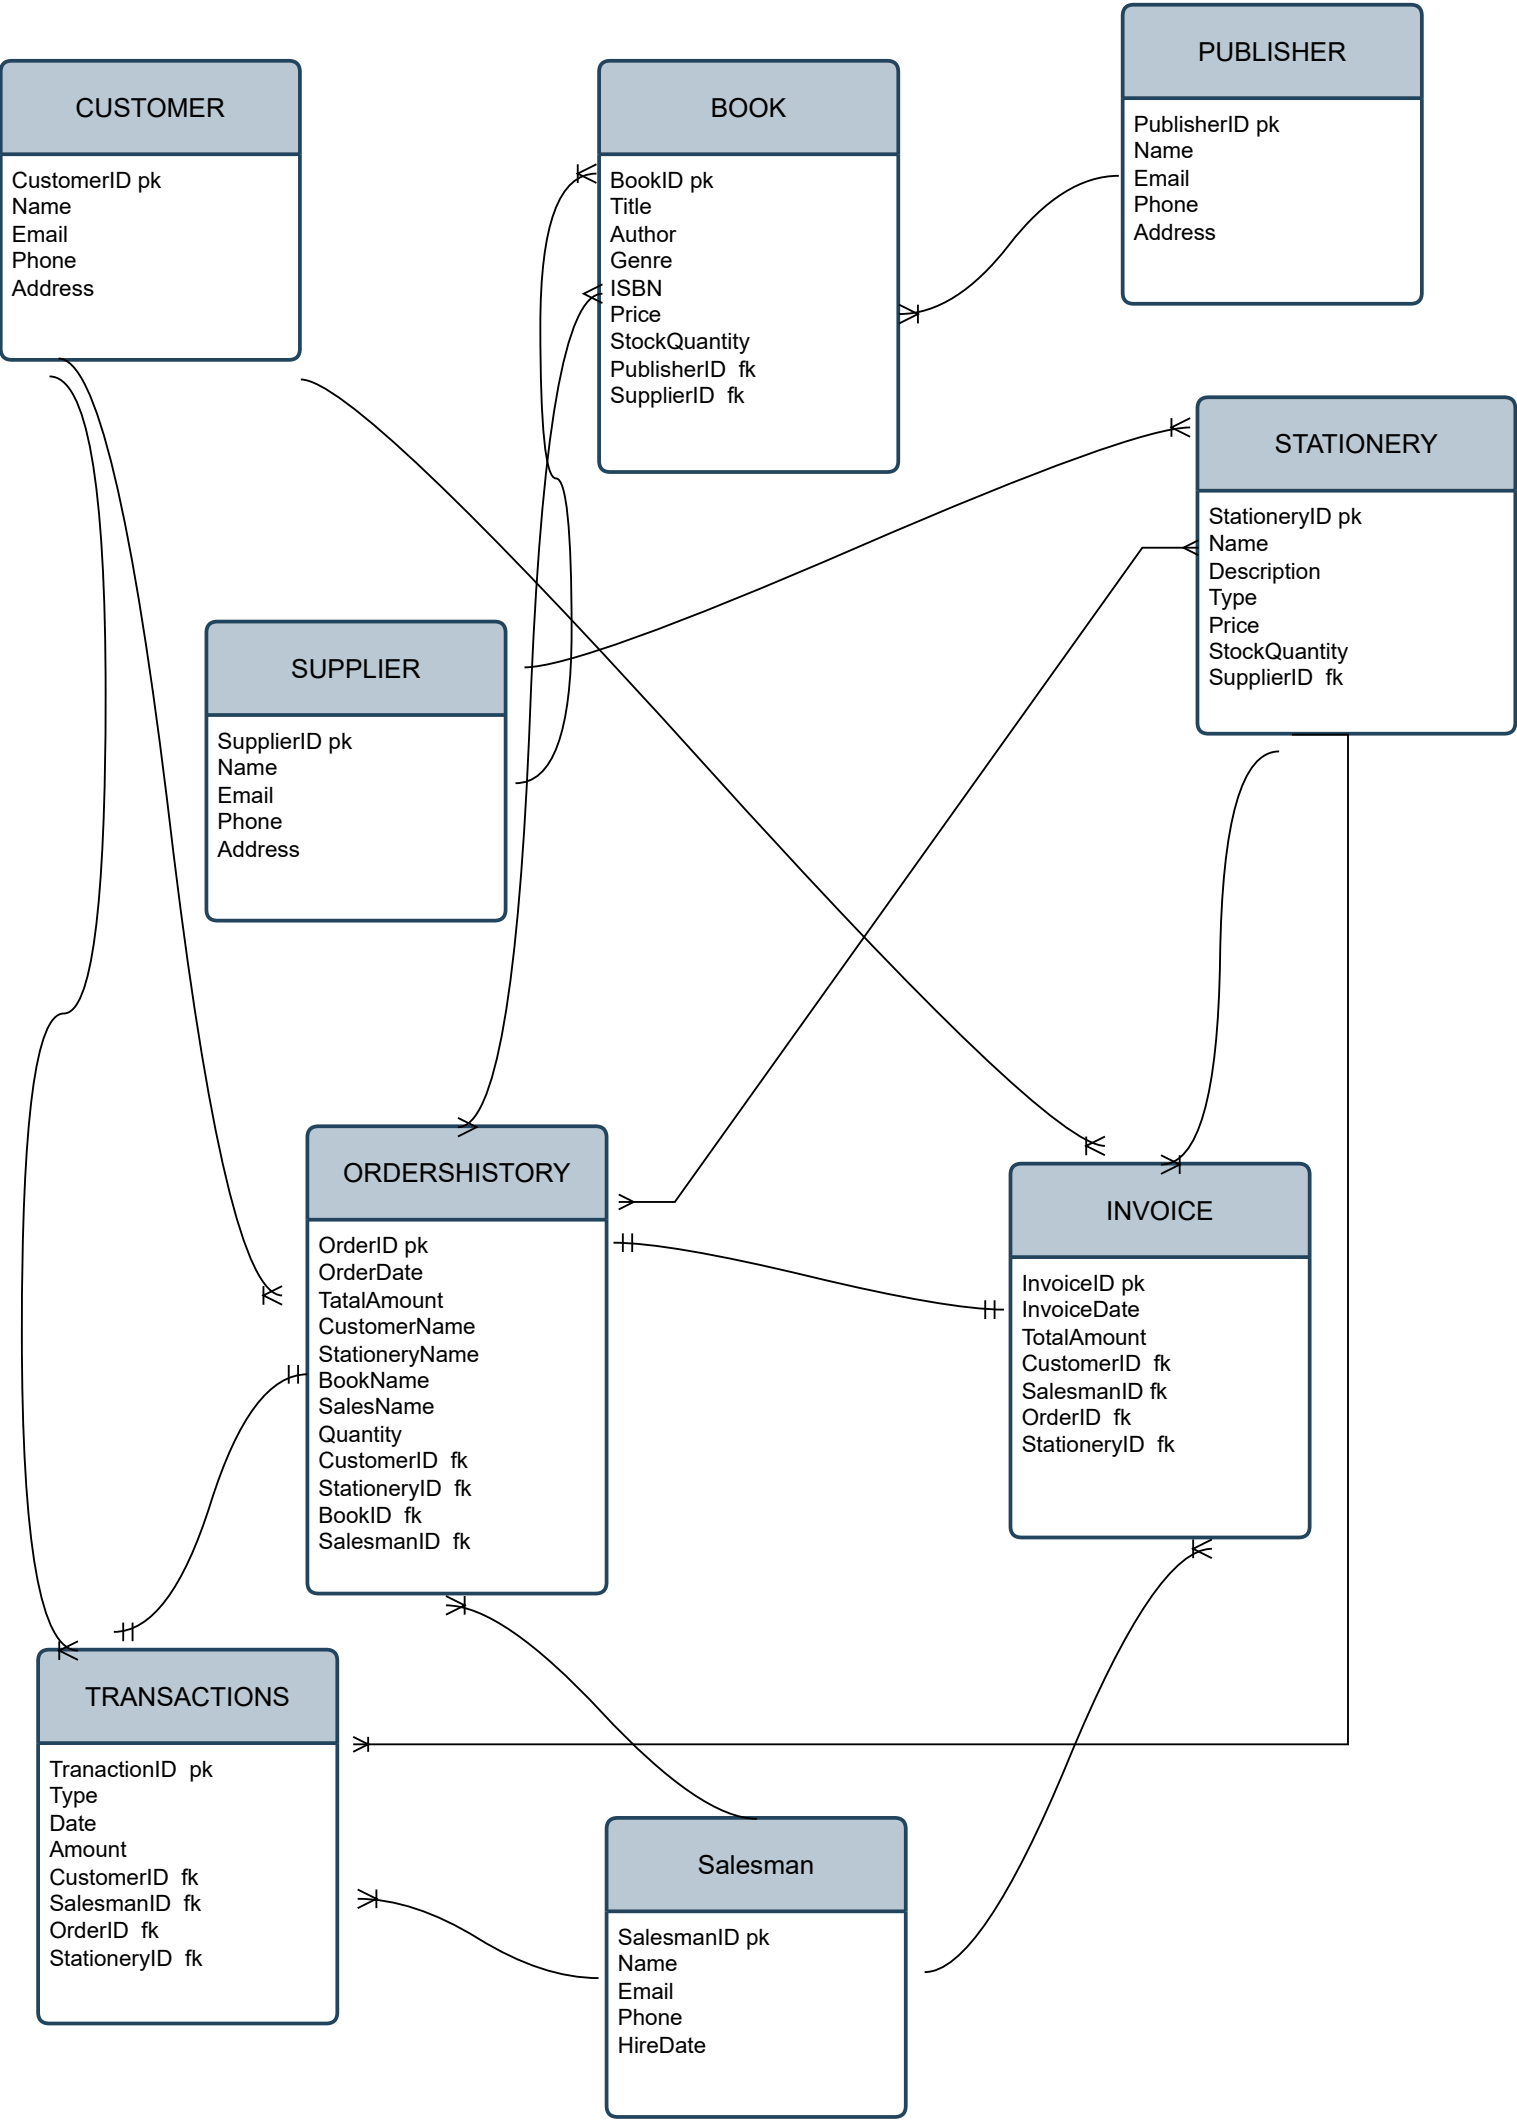 CUSTOMER
CustomerID pk
Name
Email
Phone
Address
BOOK
BookID pk
Title
Author
Genre
ISBN
Price
StockQuantity
PublisherID  fk
SupplierID  fk
PUBLISHER
PublisherID pk
Name
Email
Phone
Address
STATIONERY
StationeryID pk
Name
Description
Type
Price
StockQuantity
SupplierID  fk
SUPPLIER
SupplierID pk
Name
Email
Phone
Address
ORDERSHISTORY
OrderID pk
OrderDate
TatalAmount
CustomerName
StationeryName
BookName
SalesName
Quantity
CustomerID  fk
StationeryID  fk
BookID  fk
SalesmanID  fk
INVOICE
InvoiceID pk
InvoiceDate
TotalAmount
CustomerID  fk
SalesmanID fk
OrderID  fk
StationeryID  fk
TRANSACTIONS
TranactionID  pk
Type
Date
Amount
CustomerID  fk
SalesmanID  fk
OrderID  fk
StationeryID  fk
Salesman
SalesmanID pk
Name
Email
Phone
HireDate